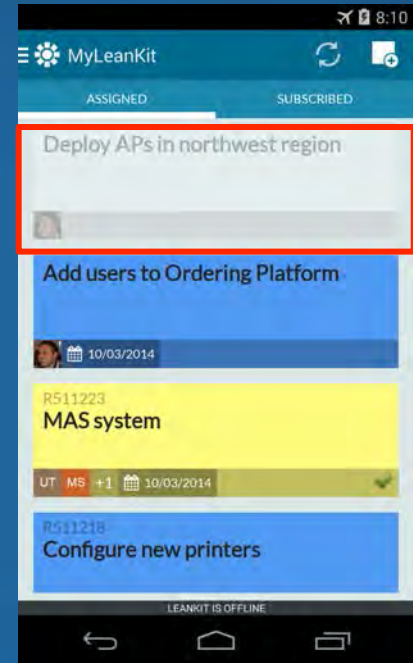 8:10
MyLeanKit
ASSIGNED SUBSCRIBED
Deploy APs in northwest region
Add users to Ordering Platform
10/03/2014
R511223
MAS system
UT MS +1 10/03/2014
R511218
Configure new printers
LEANKIT IS OFFLINE